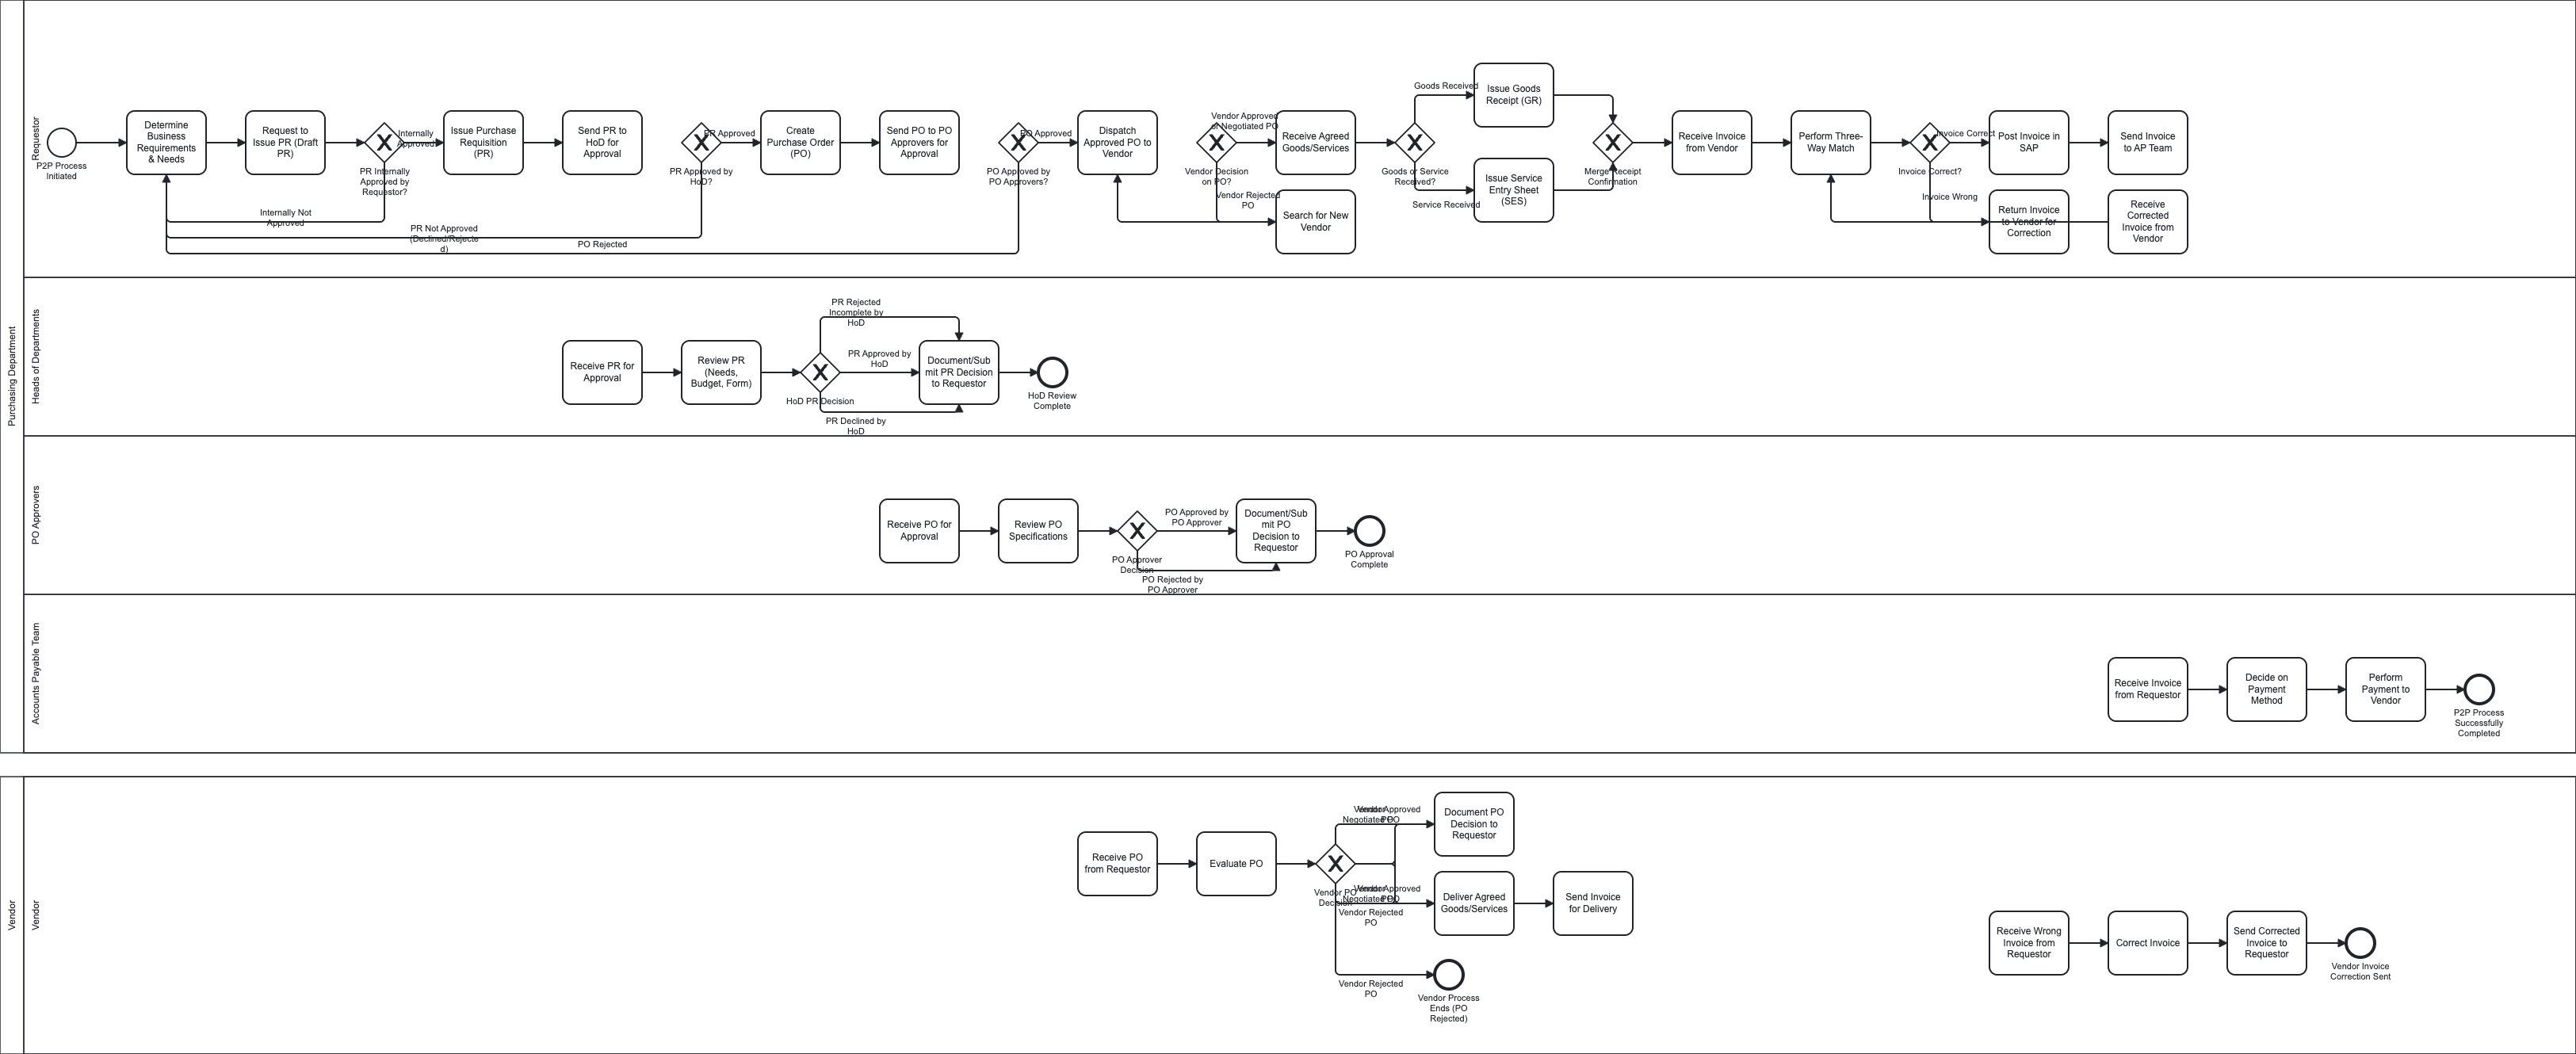 Purchasing Department
Requestor
P2P Process
Initiated
Determine
Business
Requirements
& Needs
Request to
Issue PR (Draft
PR)
Internally
Approved
PR Internally
Approved by
Requestor?
Internally Not
Approved
Issue Purchase
Requisition
(PR)
Send PR to
HoD for
Approval
PR Approved
PR Approved by
HoD?
PR Not Approved
(Declined/Rejecte
d)
Create
Purchase Order
(PO)
Send PO to PO
Approvers for
Approval
PO Approved
PO Approved by
PO Approvers?
PO Rejected
Dispatch
Approved PO to
Vendor
Vendor Approved
or Negotiated PO
Vendor Decision
on PO?
Vendor Rejected
PO
Receive Agreed
Goods/Services
Search for New
Vendor
Goods Received
Goods or Service
Received?
Service Received
Issue Goods
Receipt (GR)
Issue Service
Entry Sheet
(SES)
Merge Receipt
Confirmation
Receive Invoice
from Vendor
Perform Three-
Way Match
Invoice Correct
Invoice Correct?
Invoice Wrong
Post Invoice in
SAP
Send Invoice
to AP Team
Return Invoice
to Vendor for
Correction
Receive
Corrected
Invoice from
Vendor
Heads of Departments
Receive PR for
Approval
Review PR
(Needs,
Budget, Form)
PR Rejected
Incomplete by
HoD
PR Approved by
HoD
HoD PR Decision
PR Declined by
HoD
Document/Sub
mit PR Decision
to Requestor
HoD Review
Complete
PO Approvers
Receive PO for
Approval
Review PO
Specifications
PO Approved by
PO Approver
PO Approver
Decision
PO Rejected by
PO Approver
Document/Sub
mit PO
Decision to
Requestor
PO Approval
Complete
Accounts Payable Team
Receive Invoice
from Requestor
Decide on
Payment
Method
Perform
Payment to
Vendor
P2P Process
Successfully
Completed
Vendor
Vendor
Receive PO
from Requestor
Evaluate PO
Vendor Approved
PO
Vendor
Negotiated PO
Vendor PO
Decision
Vendor Approved
PO
Vendor
Negotiated PO
Vendor Rejected
PO
Vendor Rejected
PO
Document PO
Decision to
Requestor
Deliver Agreed
Goods/Services
Send Invoice
for Delivery
Vendor Process
Ends (PO
Rejected)
Receive Wrong
Invoice from
Requestor
Correct Invoice
Send Corrected
Invoice to
Requestor
Vendor Invoice
Correction Sent